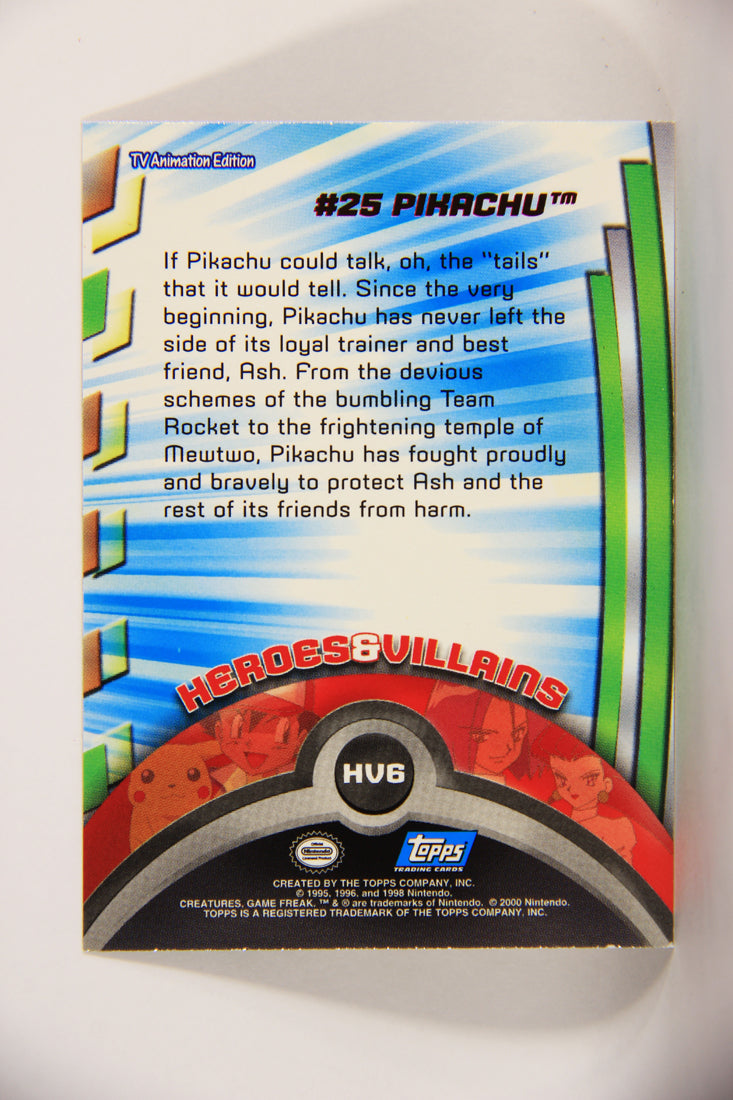 TV Animation Edition
#25 PIKACHU™
If Pikachu could talk, oh, the "tails"
that it would tell. Since the very
beginning, Pikachu has never left the
side of its loyal trainer and best
friend, Ash. From the devious
schemes of the bumbling Team
Rocket to the frightening temple of
Mewtwo, Pikachu has fought proudly
and bravely to protect Ash and the
rest of its friends from harm.
HEROES&VILLAINS
HV6
Official
Nintendo
Licensed Product
Topps
TRADING CARDS
CREATED BY THE TOPPS COMPANY, INC.
© 1995, 1996, and 1998 Nintendo.
CREATURES, GAME FREAK, ™ & ® are trademarks of Nintendo. © 2000 Nintendo.
TOPPS IS A REGISTERED TRADEMARK OF THE TOPPS COMPANY, INC.